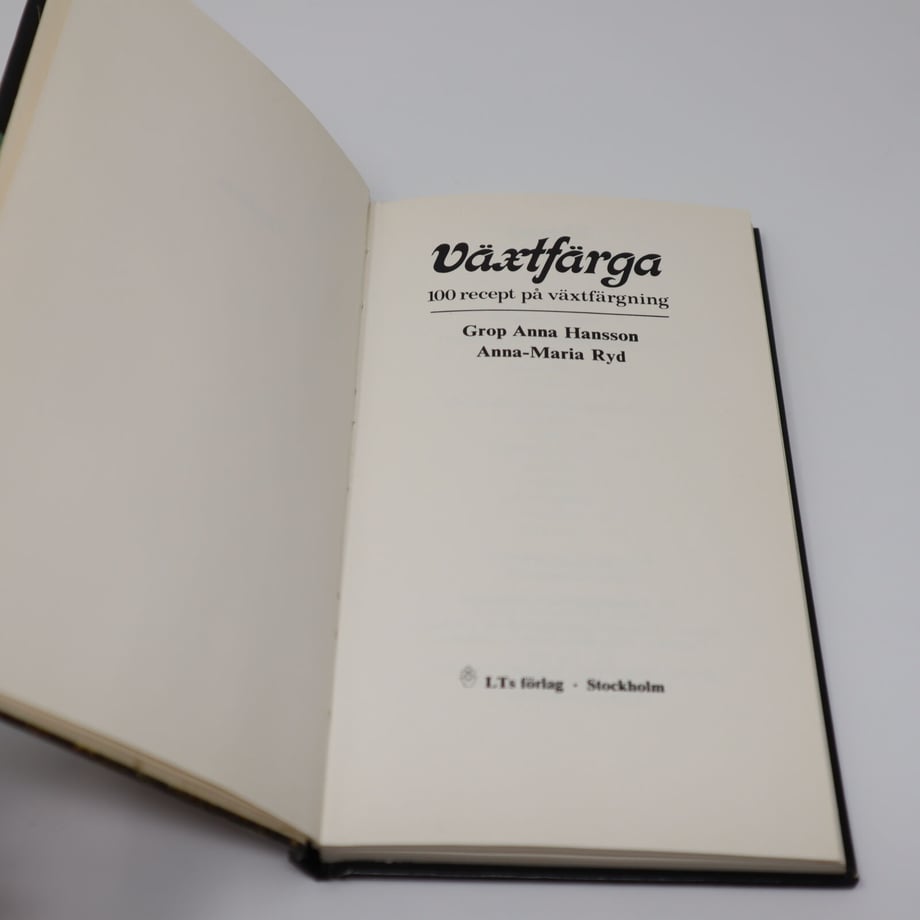 växtfärga
100 recept på växtfärgning
Grop Anna Hansson
Anna-Maria Ryd
LTs förlag · Stockholm